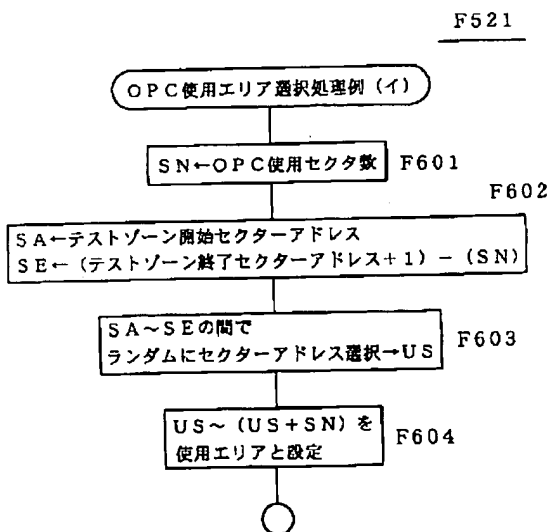 F521
OPC使用エリア選択処理例(イ)
SN←OPC使用セクタ数
F601
F602
SA←テストゾーン開始セクターアドレス
SE←(テストゾーン終了セクターアドレス+1)-(SN)
SA~SEの間で
ランダムにセクターアドレス選択→US
F603
US~(US+SN)を
使用エリアと設定
F604